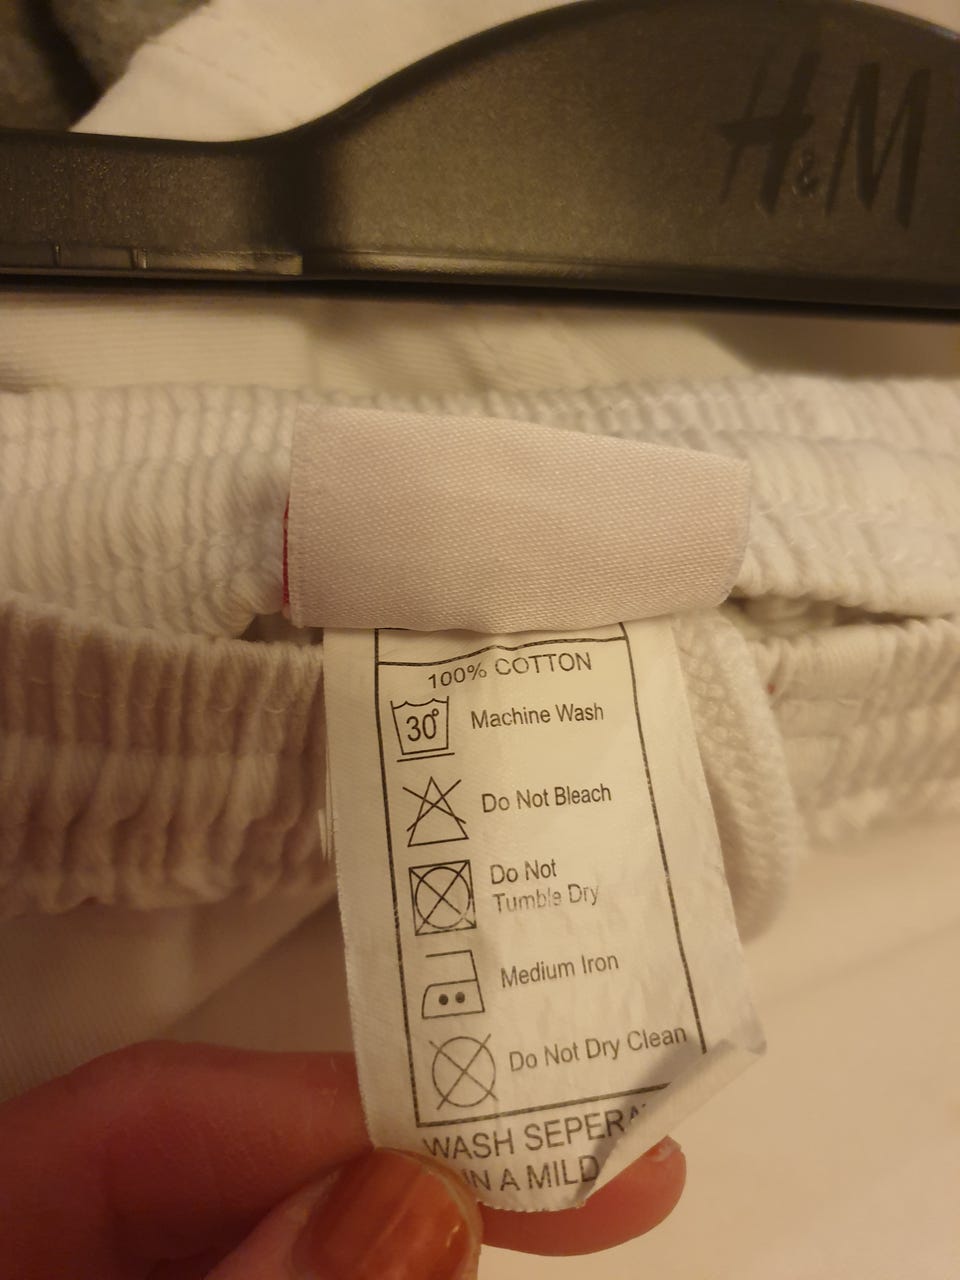 H&M
100% COTTON
30° Machine Wash
Do Not Bleach
Do Not
Tumble Dry
Medium Iron
Do Not Dry Clean
WASH SEPERA
IN A MILD